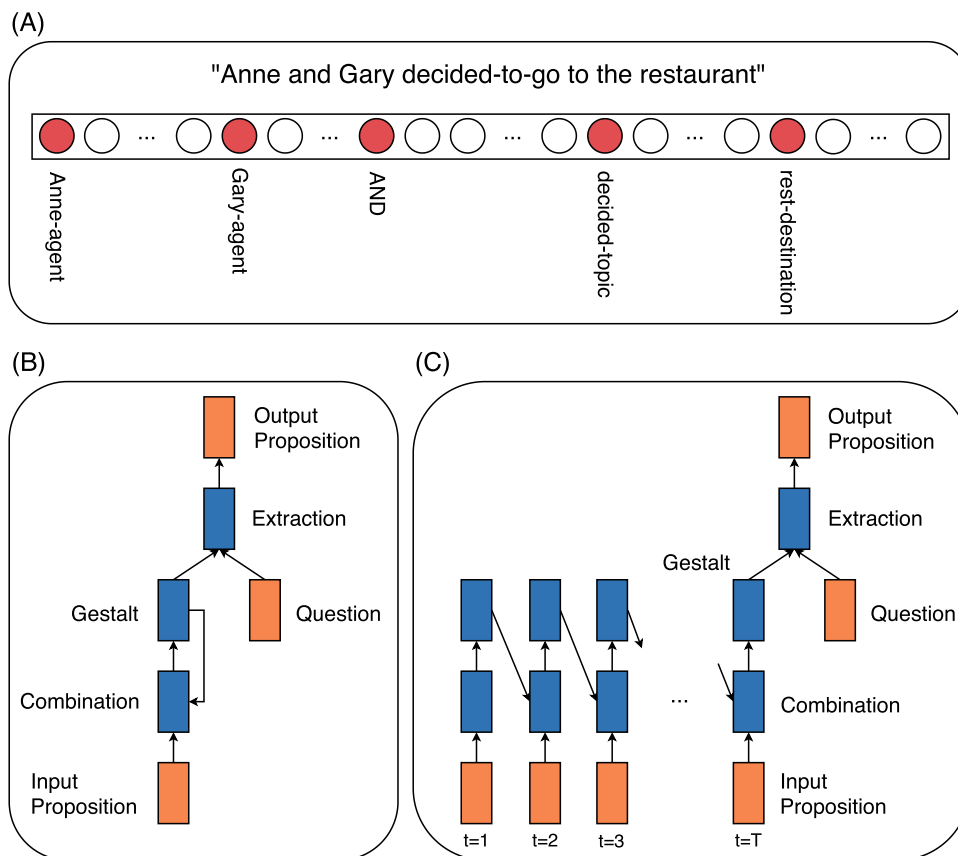 (A)
"Anne and Gary decided-to-go to the restaurant"
... ... ... ... ...
Anne-agent
Gary-agent
AND
decided-topic
rest-destination
(B)
Output
Proposition
Extraction
Gestalt
Question
Combination
Input
Proposition
(C)
Output
Proposition
Extraction
Gestalt
Question
...
Combination
Input
Proposition
t=1
t=2
t=3
t=T